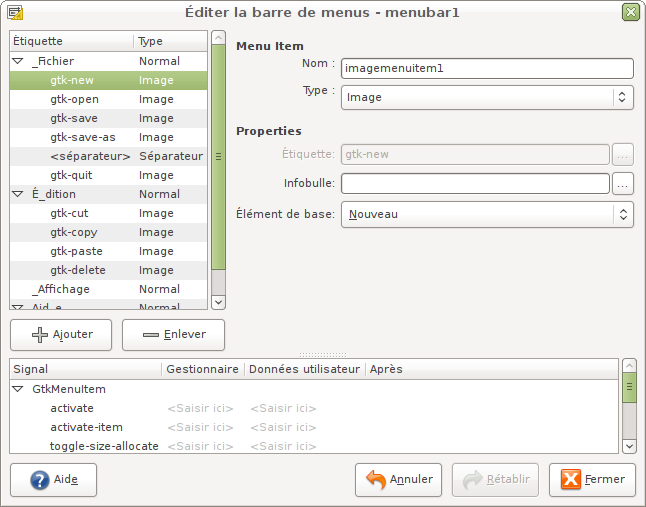 Éditer la barre de menus - menubar1
Étiquette Type
_Fichier Normal
gtk-new Image
gtk-open Image
gtk-save Image
gtk-save-as Image
<séparateur> Séparateur
gtk-quit Image
É_dition Normal
gtk-cut Image
gtk-copy Image
gtk-paste Image
gtk-delete Image
_Affichage Normal
Aid_e Normal
Ajouter Enlever
Menu Item
Nom : imagemenuitem1
Type : Image
Properties
Étiquette: gtk-new ...
Infobulle: ...
Élément de base: Nouveau
Signal Gestionnaire Données utilisateur Après
GtkMenuItem
activate <Saisir ici> <Saisir ici>
activate-item <Saisir ici> <Saisir ici>
toggle-size-allocate <Saisir ici> <Saisir ici>
Aide Annuler Rétablir Fermer